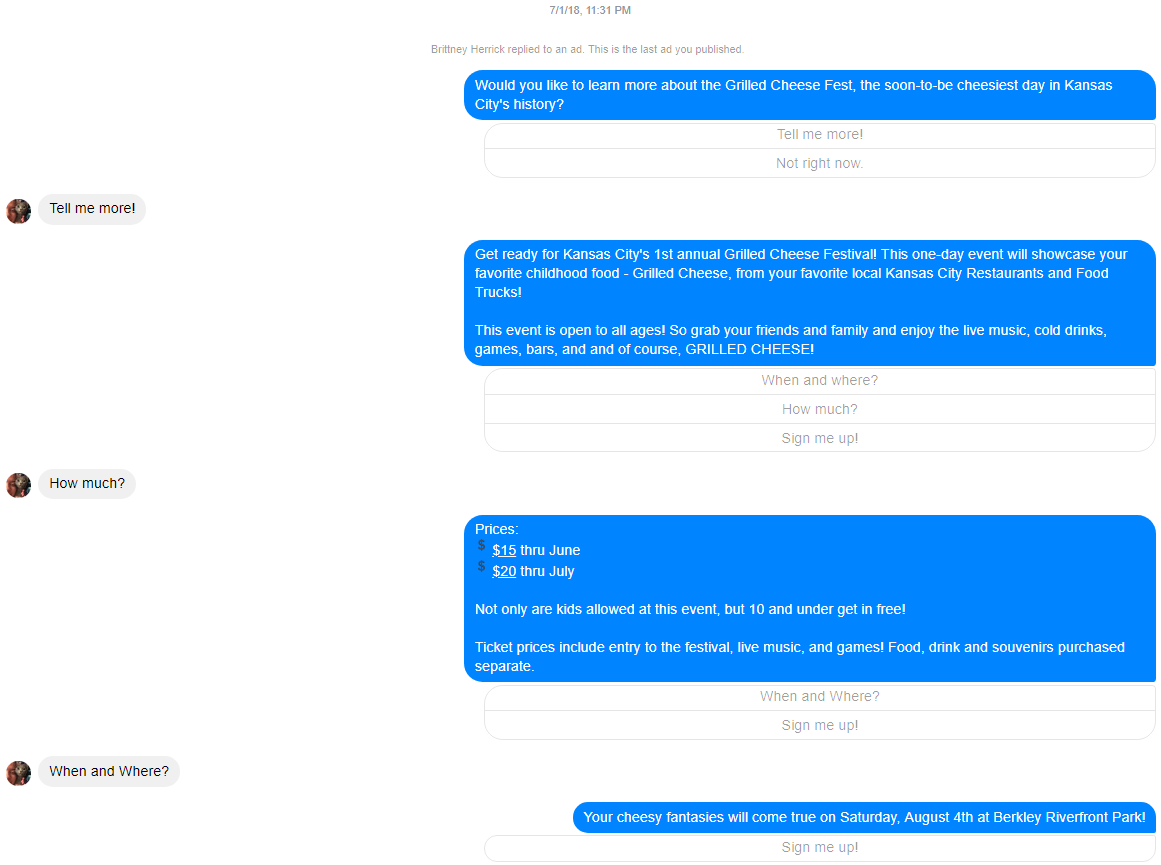 7/1/18, 11:31 PM
Brittney Herrick replied to an ad. This is the last ad you published.
Would you like to learn more about the Grilled Cheese Fest, the soon-to-be cheesiest day in Kansas
City's history?
Tell me more!
Not right now.
Tell me more!
Get ready for Kansas City's 1st annual Grilled Cheese Festival! This one-day event will showcase your
favorite childhood food - Grilled Cheese, from your favorite local Kansas City Restaurants and Food
Trucks!
This event is open to all ages! So grab your friends and family and enjoy the live music, cold drinks,
games, bars, and and of course, GRILLED CHEESE!
When and where?
How much?
Sign me up!
How much?
Prices:
$ $15 thru June
$ $20 thru July
Not only are kids allowed at this event, but 10 and under get in free!
Ticket prices include entry to the festival, live music, and games! Food, drink and souvenirs purchased
separate.
When and Where?
Sign me up!
When and Where?
Your cheesy fantasies will come true on Saturday, August 4th at Berkley Riverfront Park!
Sign me up!